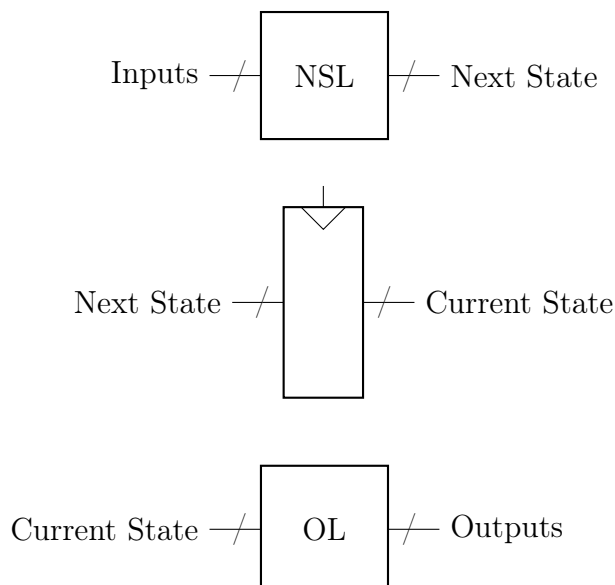 Inputs NSL Next State
Next State Current State
Current State OL Outputs